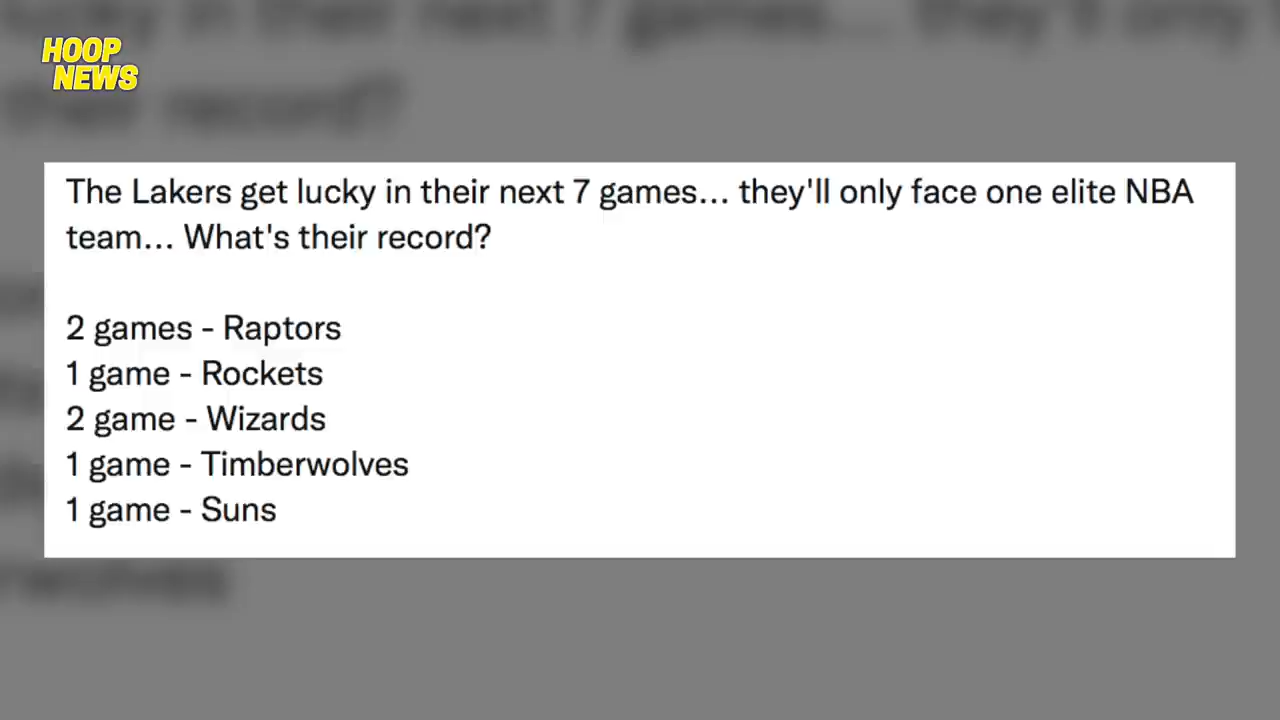 HOOP
NEWS
The Lakers get lucky in their next 7 games... they'll only face one elite NBA
team... What's their record?
2 games - Raptors
1 game - Rockets
2 game - Wizards
1 game - Timberwolves
1 game - Suns